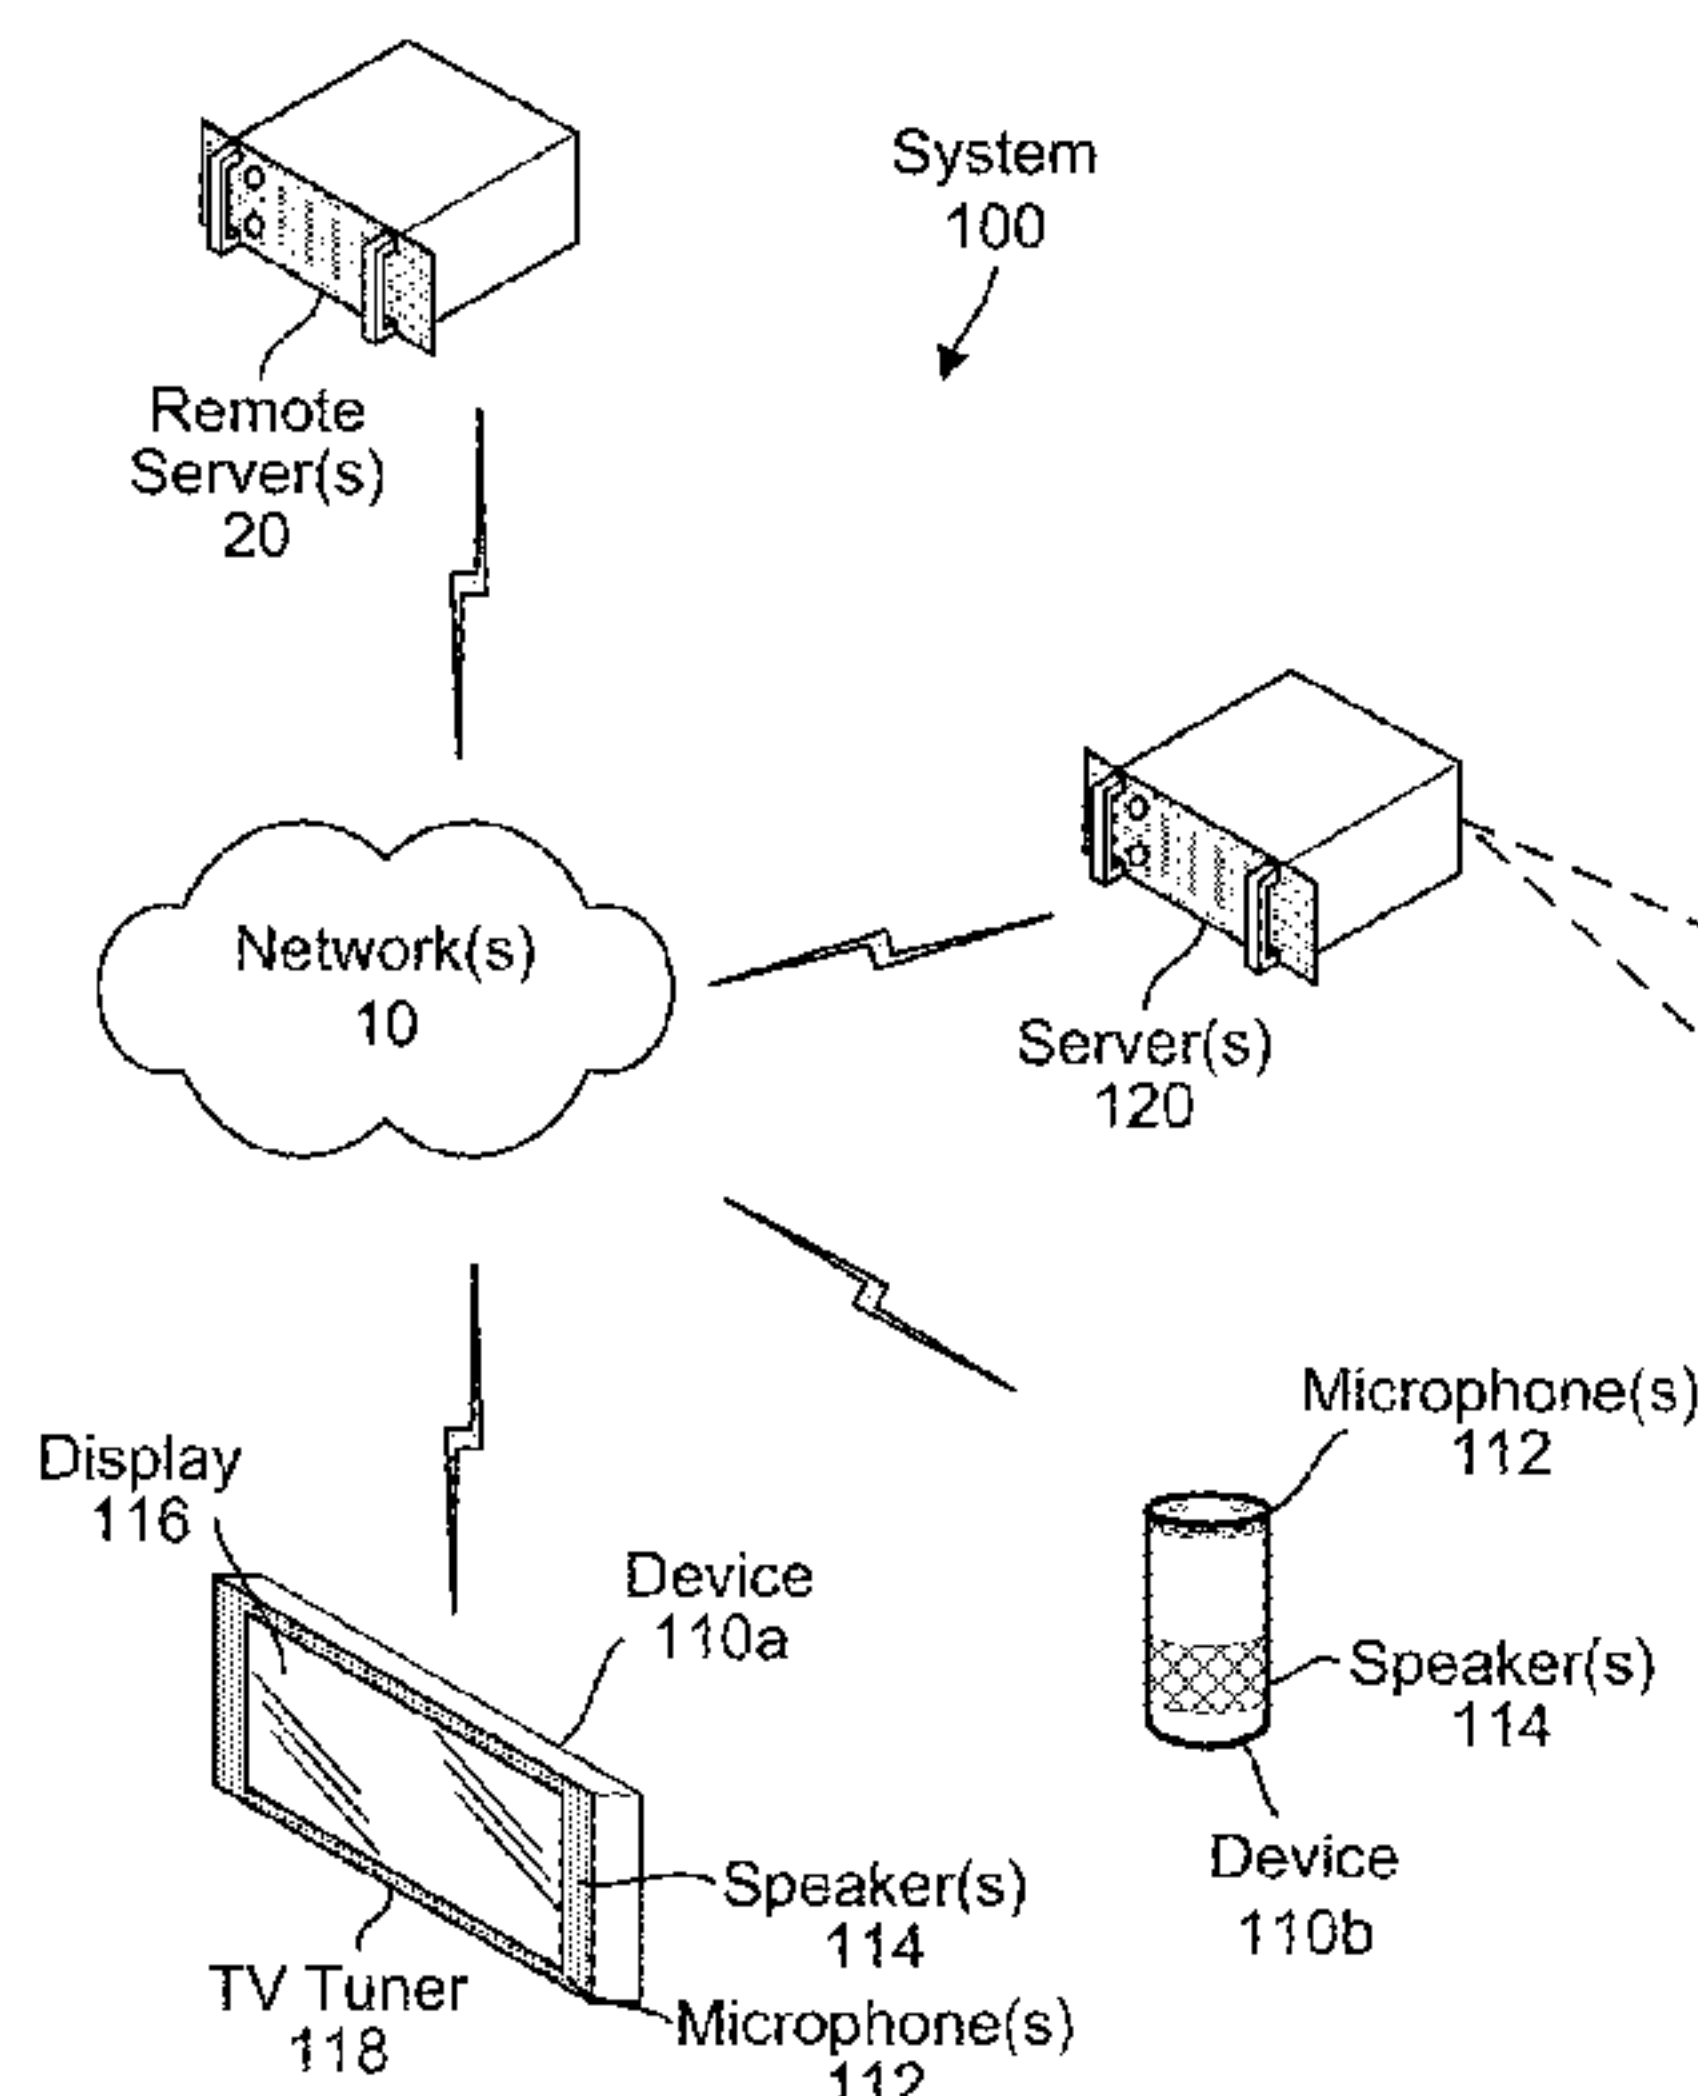 System
100
Remote
Server(s)
20
Network(s)
10
Server(s)
120
Microphone(s)
112
Display
116
Device
110a
Speaker(s)
114
Device
110b
Speaker(s)
114
TV Tuner
118
Microphone(s)
112